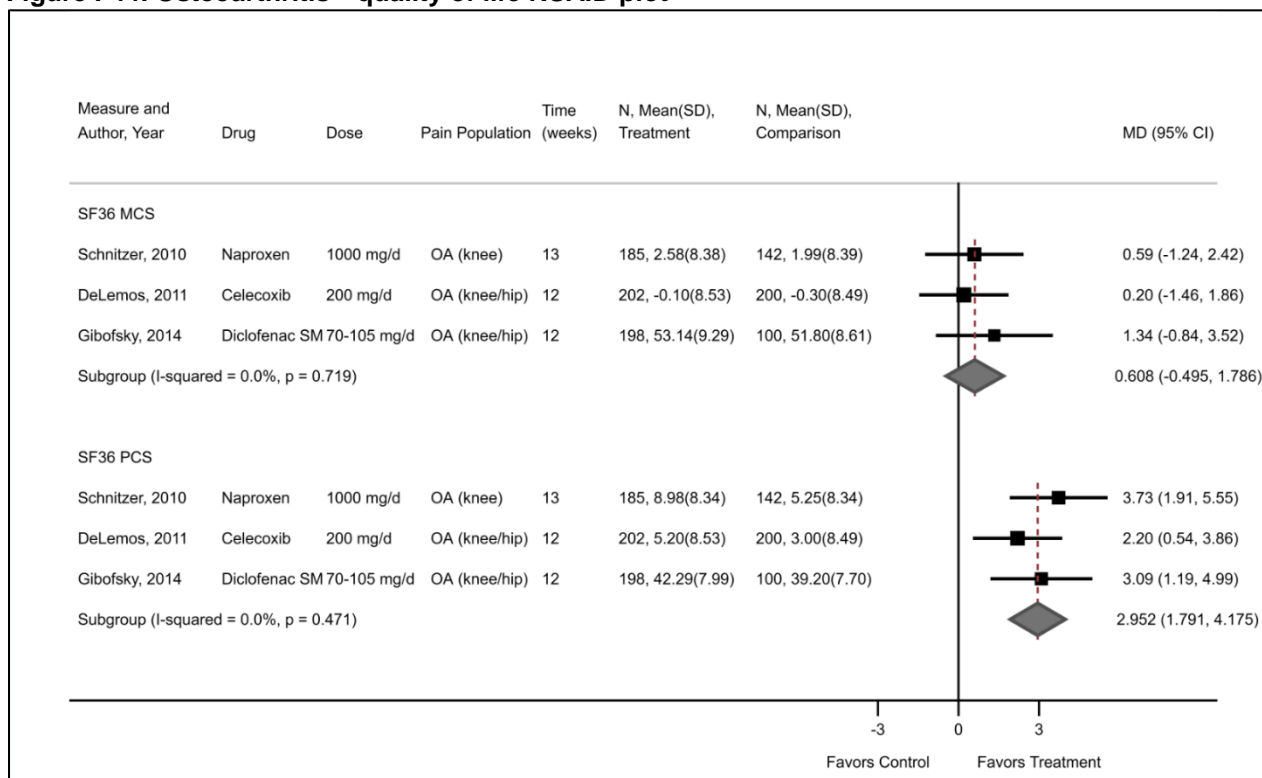 Figure Osteoarthritis quality of life NSAID plot
Measure and Author, Year Drug Dose Pain Population Time (weeks) N, Mean(SD), Treatment N, Mean(SD), Comparison MD (95% CI)
SF36 MCS
Schnitzer, 2010 Naproxen 1000 mg/d OA (knee) 13 185, 2.58(8.38) 142, 1.99(8.39) 0.59 (-1.24, 2.42)
DeLemos, 2011 Celecoxib 200 mg/d OA (knee/hip) 12 202, -0.10(8.53) 200, -0.30(8.49) 0.20 (-1.46, 1.86)
Gibofsky, 2014 Diclofenac SM 70-105 mg/d OA (knee/hip) 12 198, 53.14(9.29) 100, 51.80(8.61) 1.34 (-0.84, 3.52)
Subgroup (I-squared = 0.0%, p = 0.719) 0.608 (-0.495, 1.786)
SF36 PCS
Schnitzer, 2010 Naproxen 1000 mg/d OA (knee) 13 185, 8.98(8.34) 142, 5.25(8.34) 3.73 (1.91, 5.55)
DeLemos, 2011 Celecoxib 200 mg/d OA (knee/hip) 12 202, 5.20(8.53) 200, 3.00(8.49) 2.20 (0.54, 3.86)
Gibofsky, 2014 Diclofenac SM 70-105 mg/d OA (knee/hip) 12 198, 42.29(7.99) 100, 39.20(7.70) 3.09 (1.19, 4.99)
Subgroup (I-squared = 0.0%, p = 0.471) 2.952 (1.791, 4.175)
-3 0 3
Favors Control Favors Treatment